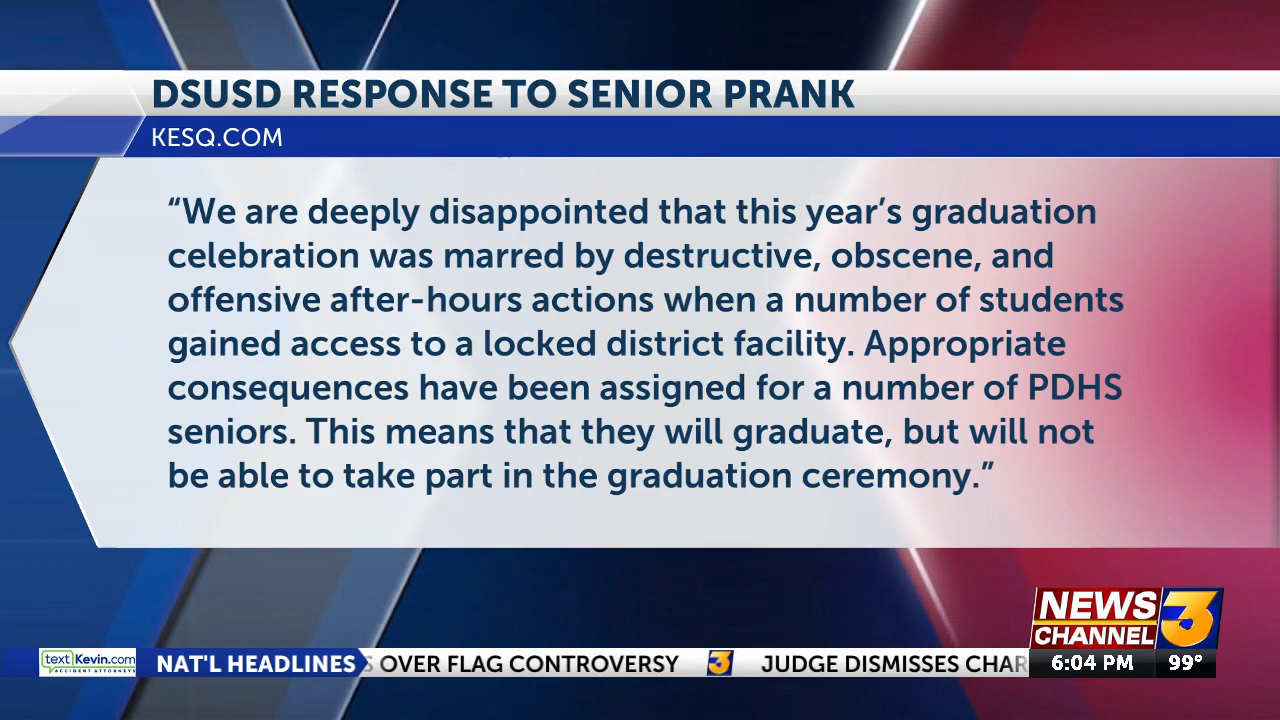 DSUSD RESPONSE TO SENIOR PRANK
KESQ.COM
“We are deeply disappointed that this year’s graduation
celebration was marred by destructive, obscene, and
offensive after-hours actions when a number of students
gained access to a locked district facility. Appropriate
consequences have been assigned for a number of PDHS
seniors. This means that they will graduate, but will not
be able to take part in the graduation ceremony.”
NEWS
CHANNEL 3
text Kevin.com
ACCIDENT ATTORNEYS
NAT'L HEADLINES
S OVER FLAG CONTROVERSY 3 JUDGE DISMISSES CHAR
6:04 PM 99°